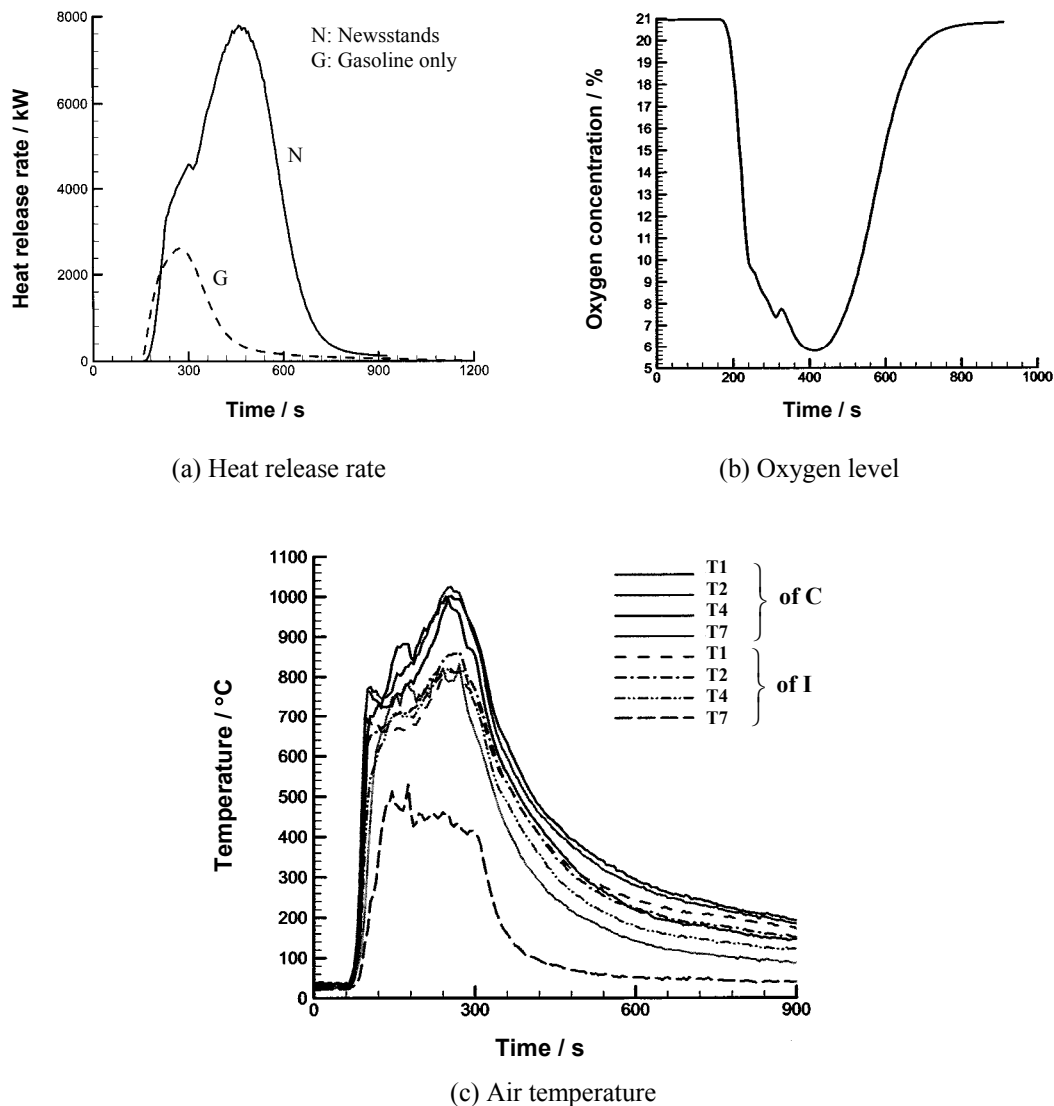 8000
6000
4000
2000
0
0
300
600
900
1200
Heat release rate / kW
Time / s
N: Newsstands
G: Gasoline only
N
G
(a) Heat release rate
21
20
19
18
17
16
15
14
13
12
11
10
9
8
7
6
5
0
200
400
600
800
1000
Oxygen concentration / %
Time / s
(b) Oxygen level
1100
1000
900
800
700
600
500
400
300
200
100
0
0
300
600
900
Temperature / °C
Time / s
T1
T2
T4
T7
of C
T1
T2
T4
T7
of I
(c) Air temperature